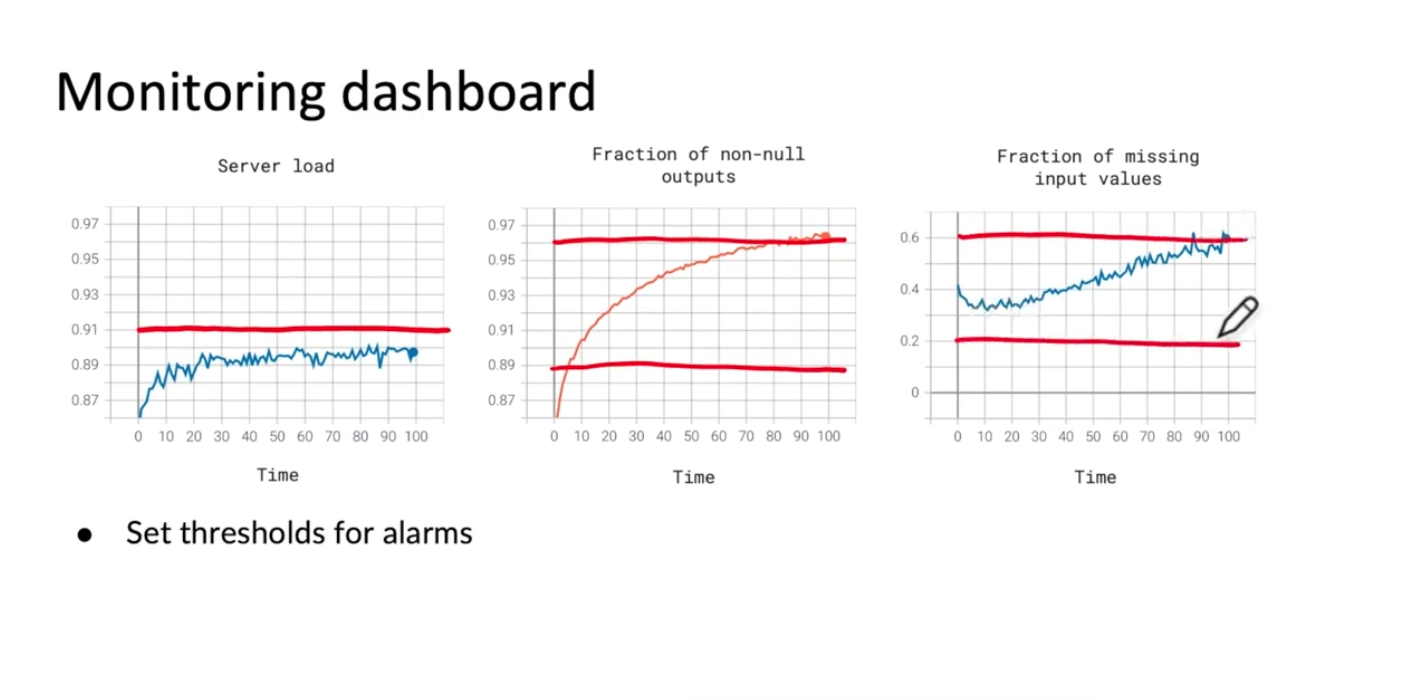 Monitoring dashboard
Server load
0.97
0.95
0.93
0.91
0.89
0.87
0 10 20 30 40 50 60 70 80 90 100
Time
Fraction of non-null
outputs
0.97
0.95
0.93
0.91
0.89
0.87
0 10 20 30 40 50 60 70 80 90 100
Time
Fraction of missing
input values
0.6
0.4
0.2
0
0 10 20 30 40 50 60 70 80 90 100
Time
● Set thresholds for alarms